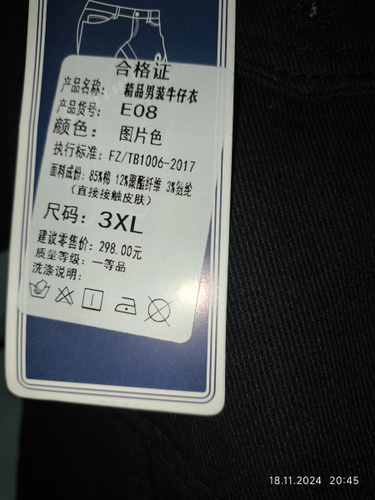 合格证
产品名称: 精品男装牛仔衣
产品货号: E08
颜色: 图片色
执行标准: FZ/TB1006-2017
面料成份: 85%棉 12%聚酯纤维 3%氨纶
(直接接触皮肤)
尺码: 3XL
建议零售价: 298.00元
质量等级: 一等品
洗涤说明:
18.11.2024 20:45